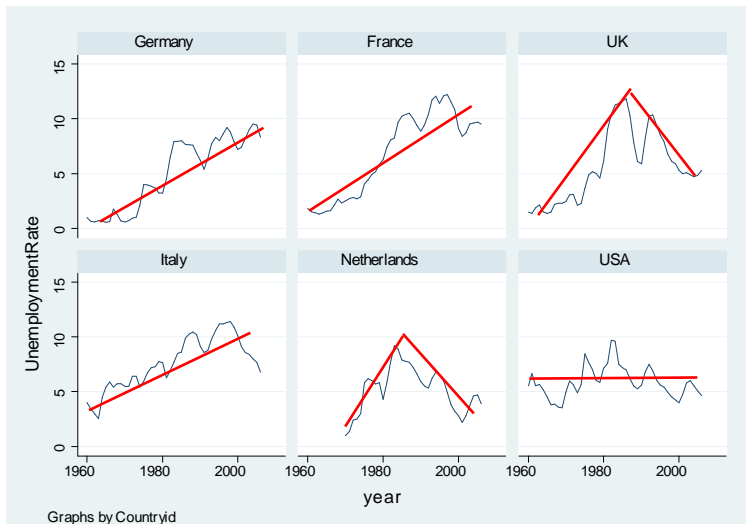 Germany France UK
15
10
5
0
Italy Netherlands USA
15
10
5
0
UnemploymentRate
1960 1980 2000 1960 1980 2000 1960 1980 2000
year
Graphs by Countryid